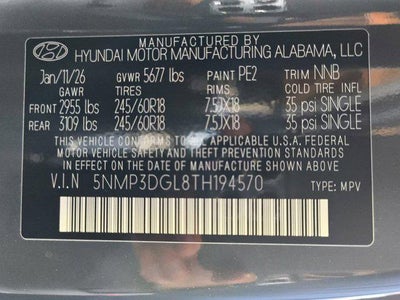 MANUFACTURED BY
HYUNDAI MOTOR MANUFACTURING ALABAMA, LLC
Jan/11/26 GVWR 5677 lbs PAINT PE2 TRIM NNB
GAWR TIRES RIMS COLD TIRE INFL
FRONT 2955 lbs 245/60R18 7.5JX18 35 psi SINGLE
REAR 3109 lbs 245/60R18 7.5JX18 35 psi SINGLE
THIS VEHICLE CONFORMS TO ALL APPLICABLE U.S.A. FEDERAL
MOTOR VEHICLE SAFETY, AND THEFT PREVENTION STANDARDS
IN EFFECT ON THE DATE OF MANUFACTURE SHOWN ABOVE.
V.I.N 5NMP3DGL8TH194570 TYPE: MPV